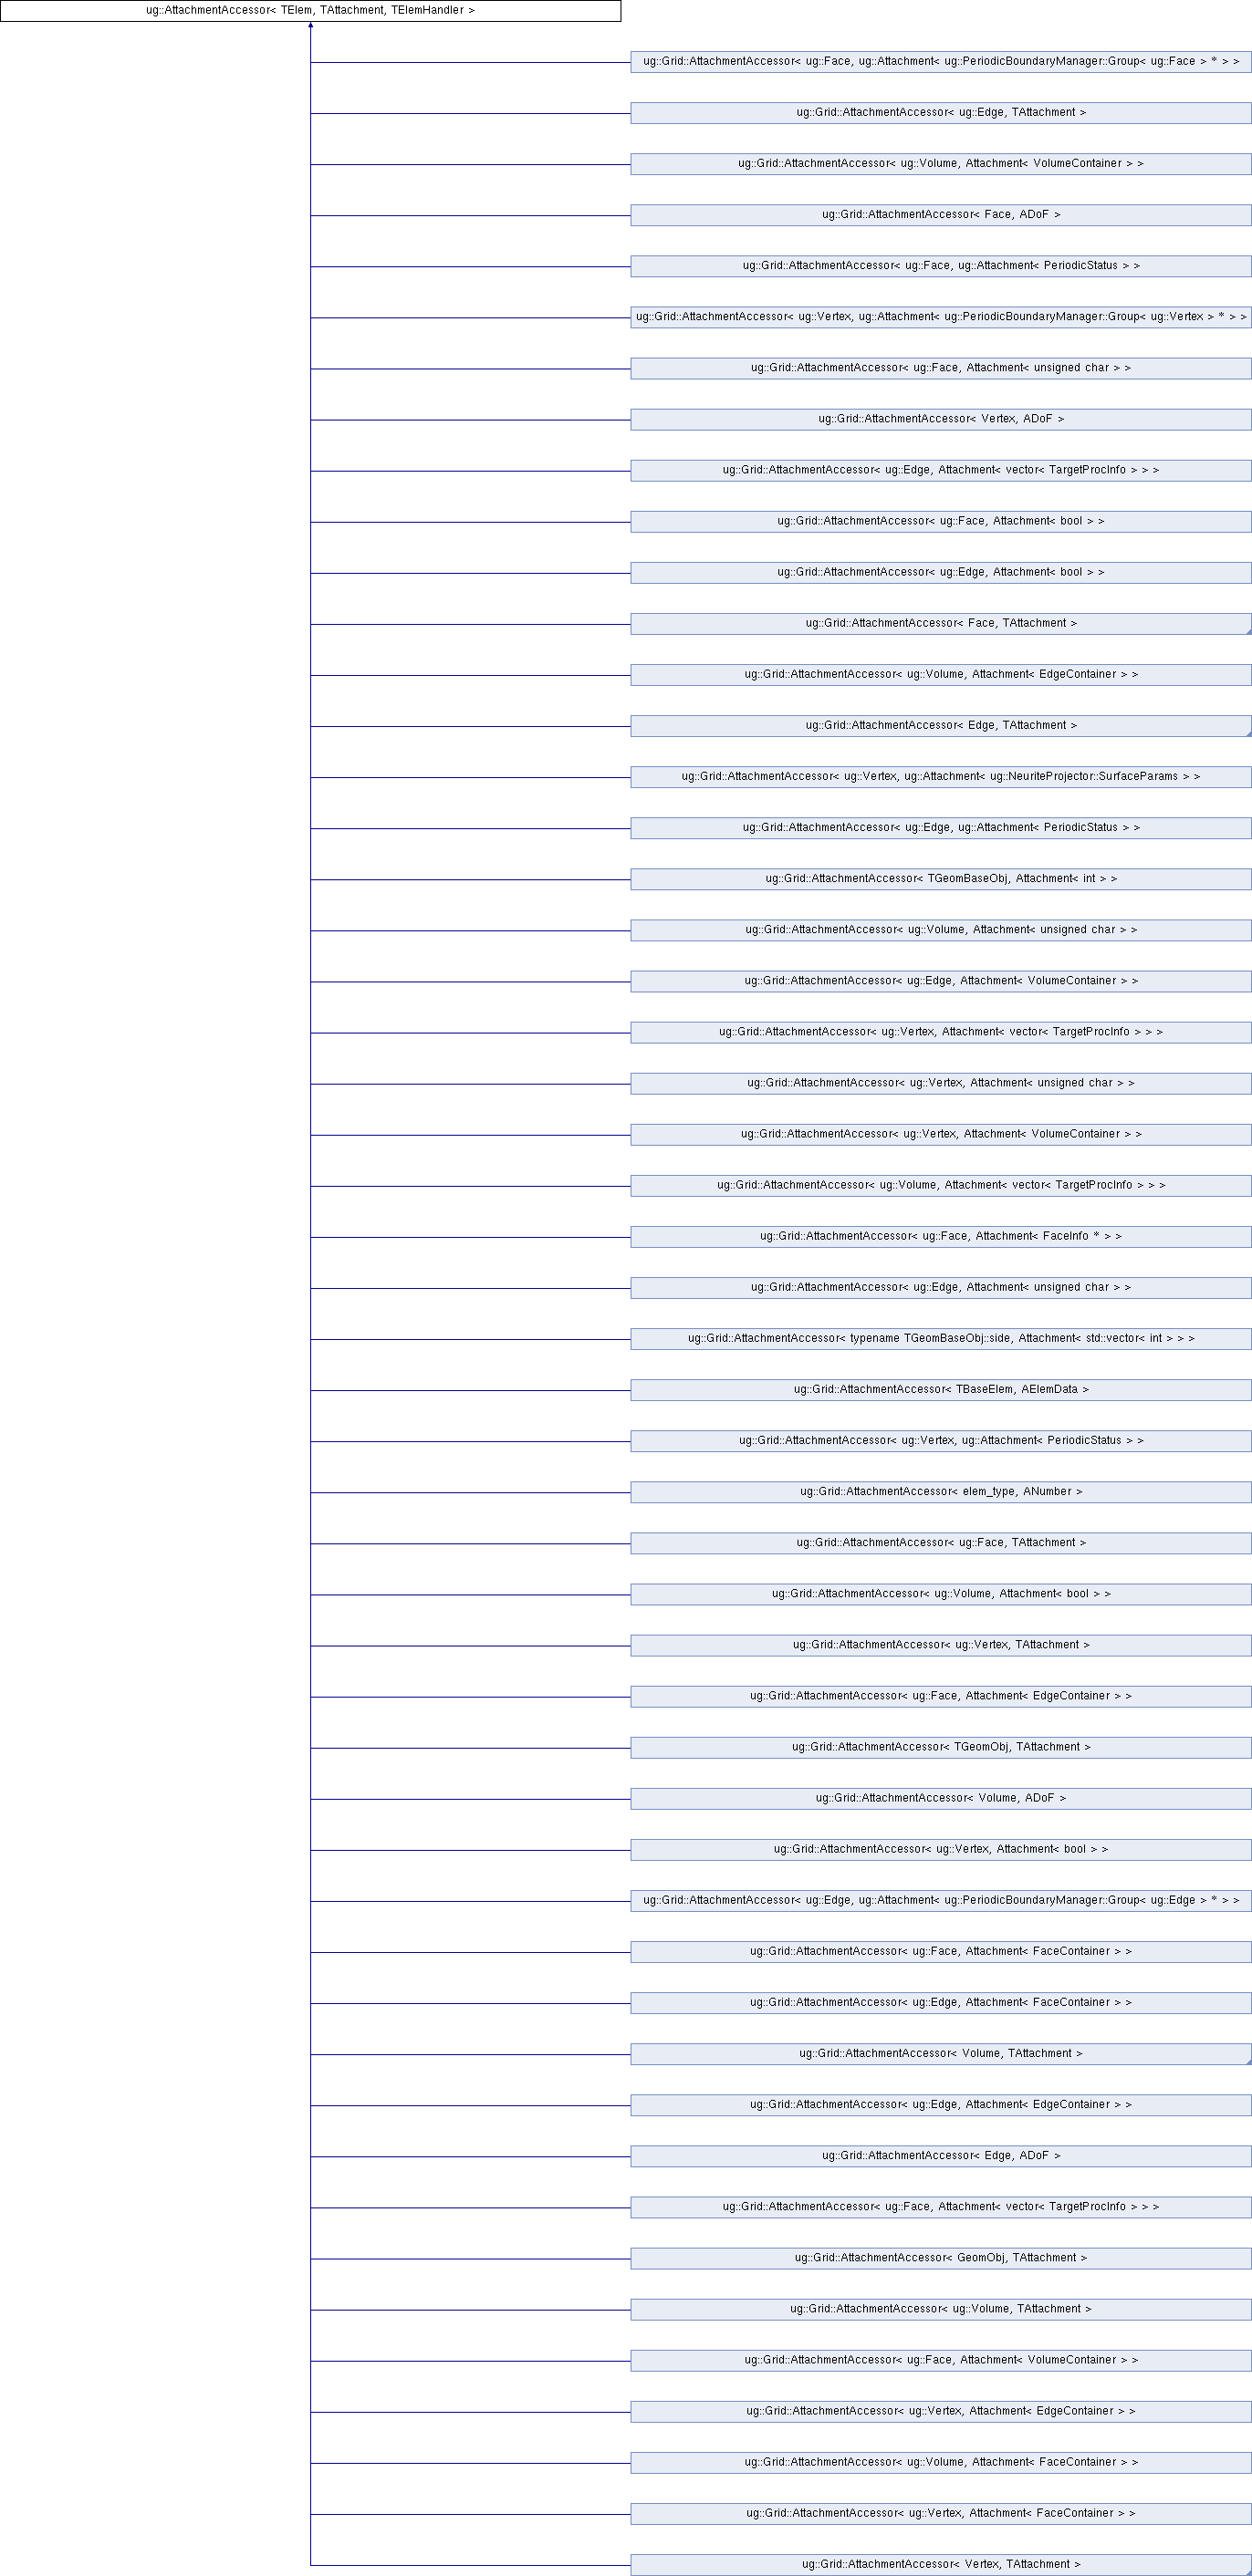 ug::AttachmentAccessor< TElem, TAttachment, TElemHandler >
ug::Grid::AttachmentAccessor< ug::Face, ug::Attachment< ug::PeriodicBoundaryManager::Group< ug::Face > * > >
ug::Grid::AttachmentAccessor< ug::Edge, TAttachment >
ug::Grid::AttachmentAccessor< ug::Volume, Attachment< VolumeContainer > >
ug::Grid::AttachmentAccessor< Face, ADoF >
ug::Grid::AttachmentAccessor< ug::Face, ug::Attachment< PeriodicStatus > >
ug::Grid::AttachmentAccessor< ug::Vertex, ug::Attachment< ug::PeriodicBoundaryManager::Group< ug::Vertex > * > >
ug::Grid::AttachmentAccessor< ug::Face, Attachment< unsigned char > >
ug::Grid::AttachmentAccessor< Vertex, ADoF >
ug::Grid::AttachmentAccessor< ug::Edge, Attachment< vector< TargetProcInfo > > >
ug::Grid::AttachmentAccessor< ug::Face, Attachment< bool > >
ug::Grid::AttachmentAccessor< ug::Edge, Attachment< bool > >
ug::Grid::AttachmentAccessor< Face, TAttachment >
ug::Grid::AttachmentAccessor< ug::Volume, Attachment< EdgeContainer > >
ug::Grid::AttachmentAccessor< Edge, TAttachment >
ug::Grid::AttachmentAccessor< ug::Vertex, ug::Attachment< ug::NeuriteProjector::SurfaceParams > >
ug::Grid::AttachmentAccessor< ug::Edge, ug::Attachment< PeriodicStatus > >
ug::Grid::AttachmentAccessor< TGeomBaseObj, Attachment< int > >
ug::Grid::AttachmentAccessor< ug::Volume, Attachment< unsigned char > >
ug::Grid::AttachmentAccessor< ug::Edge, Attachment< VolumeContainer > >
ug::Grid::AttachmentAccessor< ug::Vertex, Attachment< vector< TargetProcInfo > > >
ug::Grid::AttachmentAccessor< ug::Vertex, Attachment< unsigned char > >
ug::Grid::AttachmentAccessor< ug::Vertex, Attachment< VolumeContainer > >
ug::Grid::AttachmentAccessor< ug::Volume, Attachment< vector< TargetProcInfo > > >
ug::Grid::AttachmentAccessor< ug::Face, Attachment< FaceInfo * > >
ug::Grid::AttachmentAccessor< ug::Edge, Attachment< unsigned char > >
ug::Grid::AttachmentAccessor< typename TGeomBaseObj::side, Attachment< std::vector< int > > >
ug::Grid::AttachmentAccessor< TBaseElem, AElemData >
ug::Grid::AttachmentAccessor< ug::Vertex, ug::Attachment< PeriodicStatus > >
ug::Grid::AttachmentAccessor< elem_type, ANumber >
ug::Grid::AttachmentAccessor< ug::Face, TAttachment >
ug::Grid::AttachmentAccessor< ug::Volume, Attachment< bool > >
ug::Grid::AttachmentAccessor< ug::Vertex, TAttachment >
ug::Grid::AttachmentAccessor< ug::Face, Attachment< EdgeContainer > >
ug::Grid::AttachmentAccessor< TGeomObj, TAttachment >
ug::Grid::AttachmentAccessor< Volume, ADoF >
ug::Grid::AttachmentAccessor< ug::Vertex, Attachment< bool > >
ug::Grid::AttachmentAccessor< ug::Edge, ug::Attachment< ug::PeriodicBoundaryManager::Group< ug::Edge > * > >
ug::Grid::AttachmentAccessor< ug::Face, Attachment< FaceContainer > >
ug::Grid::AttachmentAccessor< ug::Edge, Attachment< FaceContainer > >
ug::Grid::AttachmentAccessor< Volume, TAttachment >
ug::Grid::AttachmentAccessor< ug::Edge, Attachment< EdgeContainer > >
ug::Grid::AttachmentAccessor< Edge, ADoF >
ug::Grid::AttachmentAccessor< ug::Face, Attachment< vector< TargetProcInfo > > >
ug::Grid::AttachmentAccessor< GeomObj, TAttachment >
ug::Grid::AttachmentAccessor< ug::Volume, TAttachment >
ug::Grid::AttachmentAccessor< ug::Face, Attachment< VolumeContainer > >
ug::Grid::AttachmentAccessor< ug::Vertex, Attachment< EdgeContainer > >
ug::Grid::AttachmentAccessor< ug::Volume, Attachment< FaceContainer > >
ug::Grid::AttachmentAccessor< ug::Vertex, Attachment< FaceContainer > >
ug::Grid::AttachmentAccessor< Vertex, TAttachment >